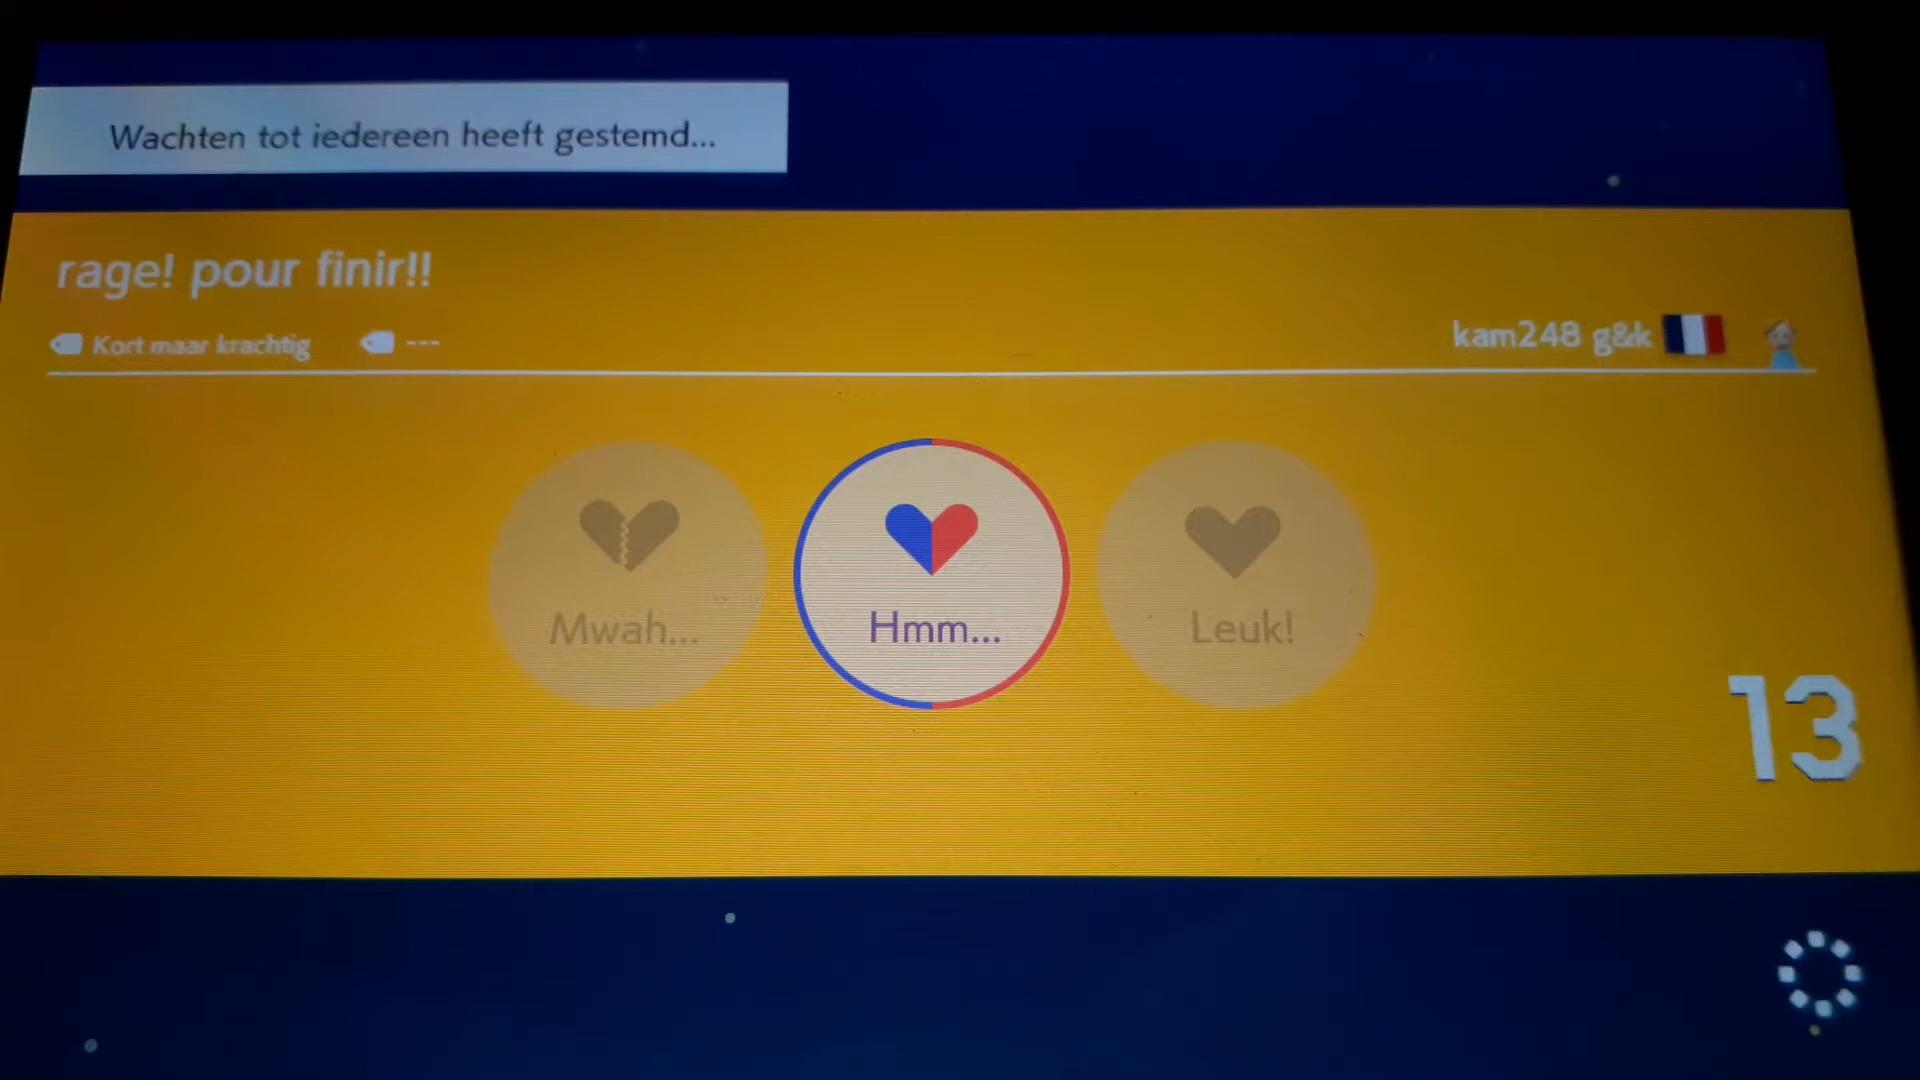 Wachten tot iedereen heeft gestemd...
rage! pour finir!!
Kort maar krachtig ---
kam248 g&k
Mwah...
Hmm...
Leuk!
13